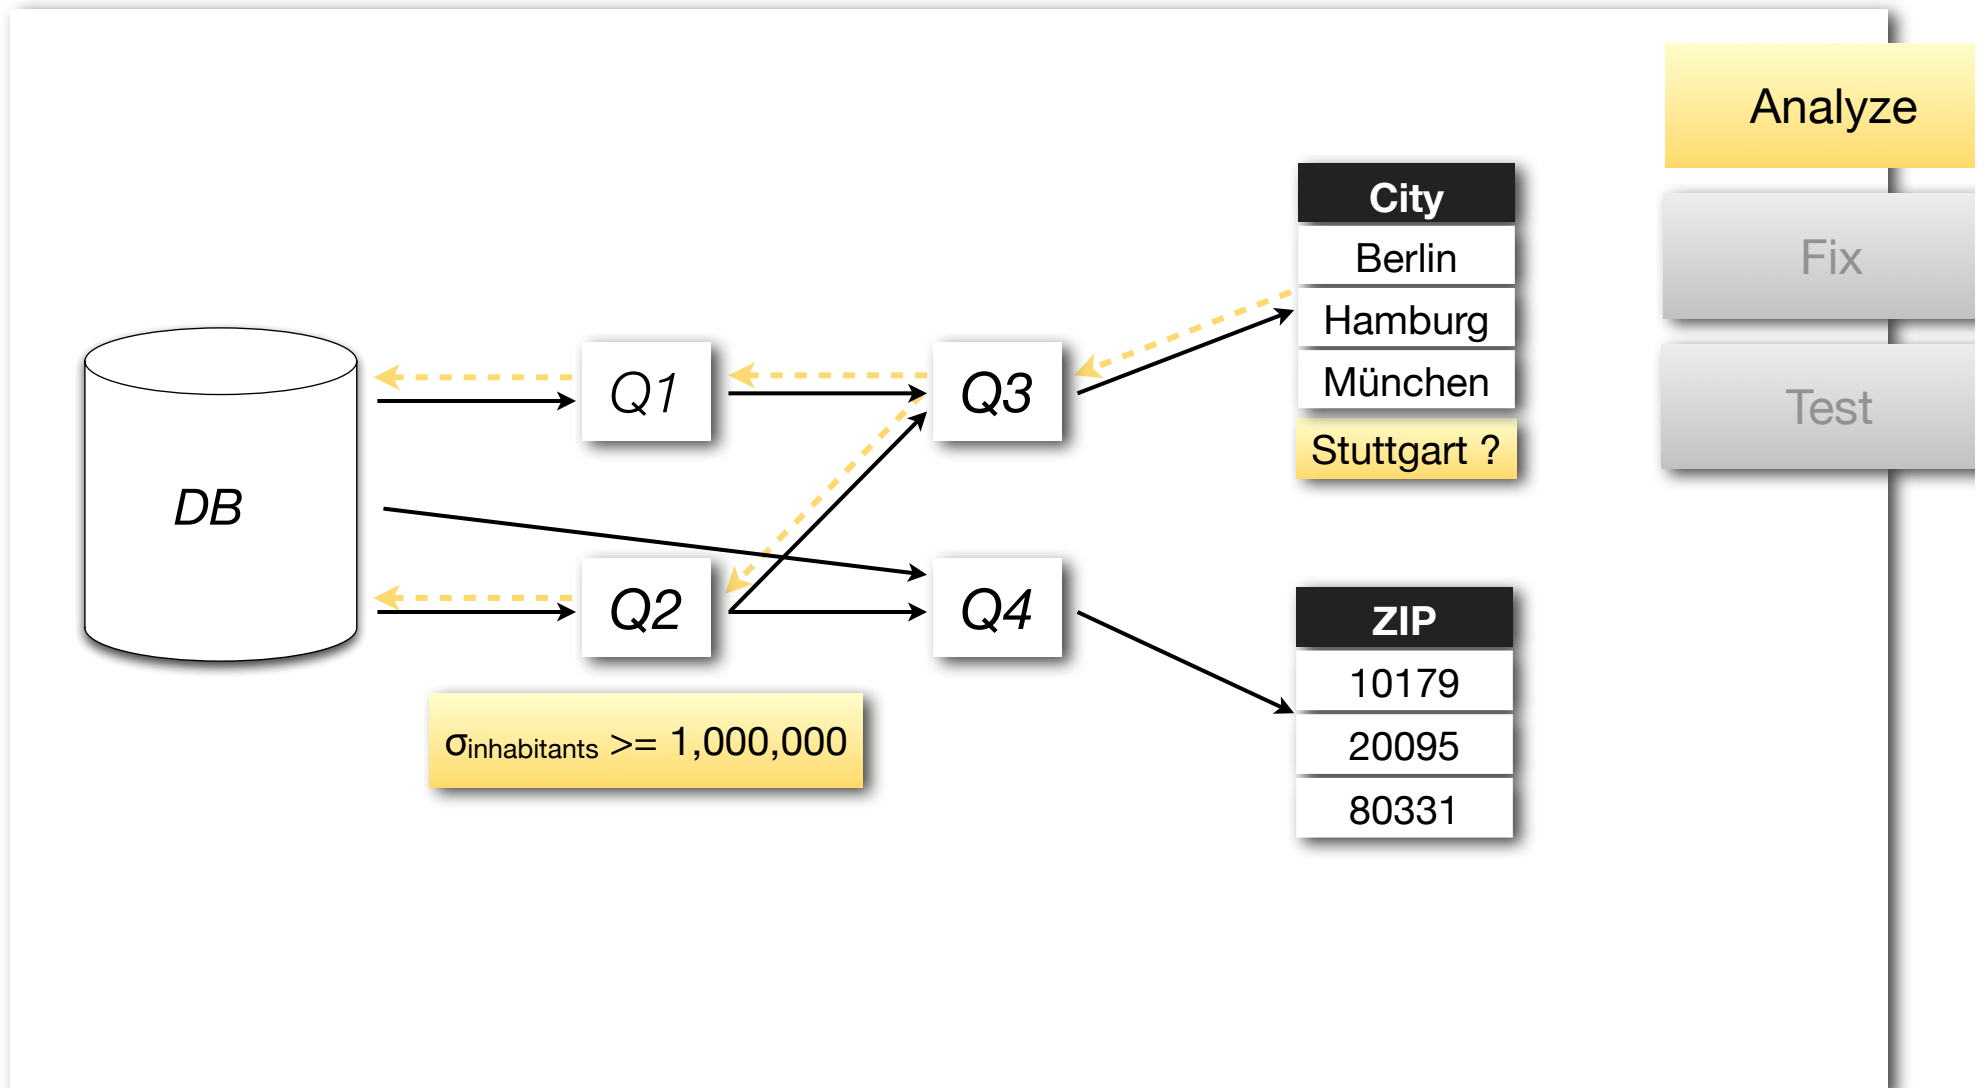 Analyze
Fix
Test
City
Berlin
Hamburg
München
Stuttgart ?
DB
Q1
Q3
Q2
Q4
σinhabitants >= 1,000,000
ZIP
10179
20095
80331